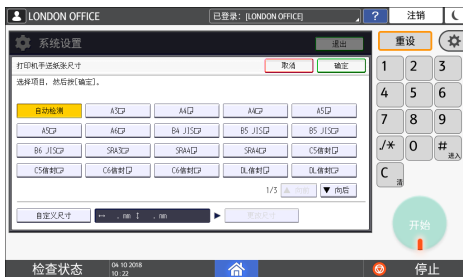 LONDON OFFICE
已登录: [LONDON OFFICE]
?
注销
系统设置
退出
重设
打印机手送纸张尺寸
取消
确定
选择项目,然后按[确定]。
自动检测
A3
A4
A4
A5
A5
A6
B4 JIS
B5 JIS
B5 JIS
B6 JIS
SRA3
SRA4
SRA4
C5信封
C5信封
C6信封
C6信封
DL信封
DL信封
1/3
▲ 向前
▼ 向后
自定义尺寸
↔ . mm ↕ . mm
▶
更改尺寸
1
2
3
4
5
6
7
8
9
./*
0
#
进入
C
清
开始
检查状态
04 10 2018
10:22
停止